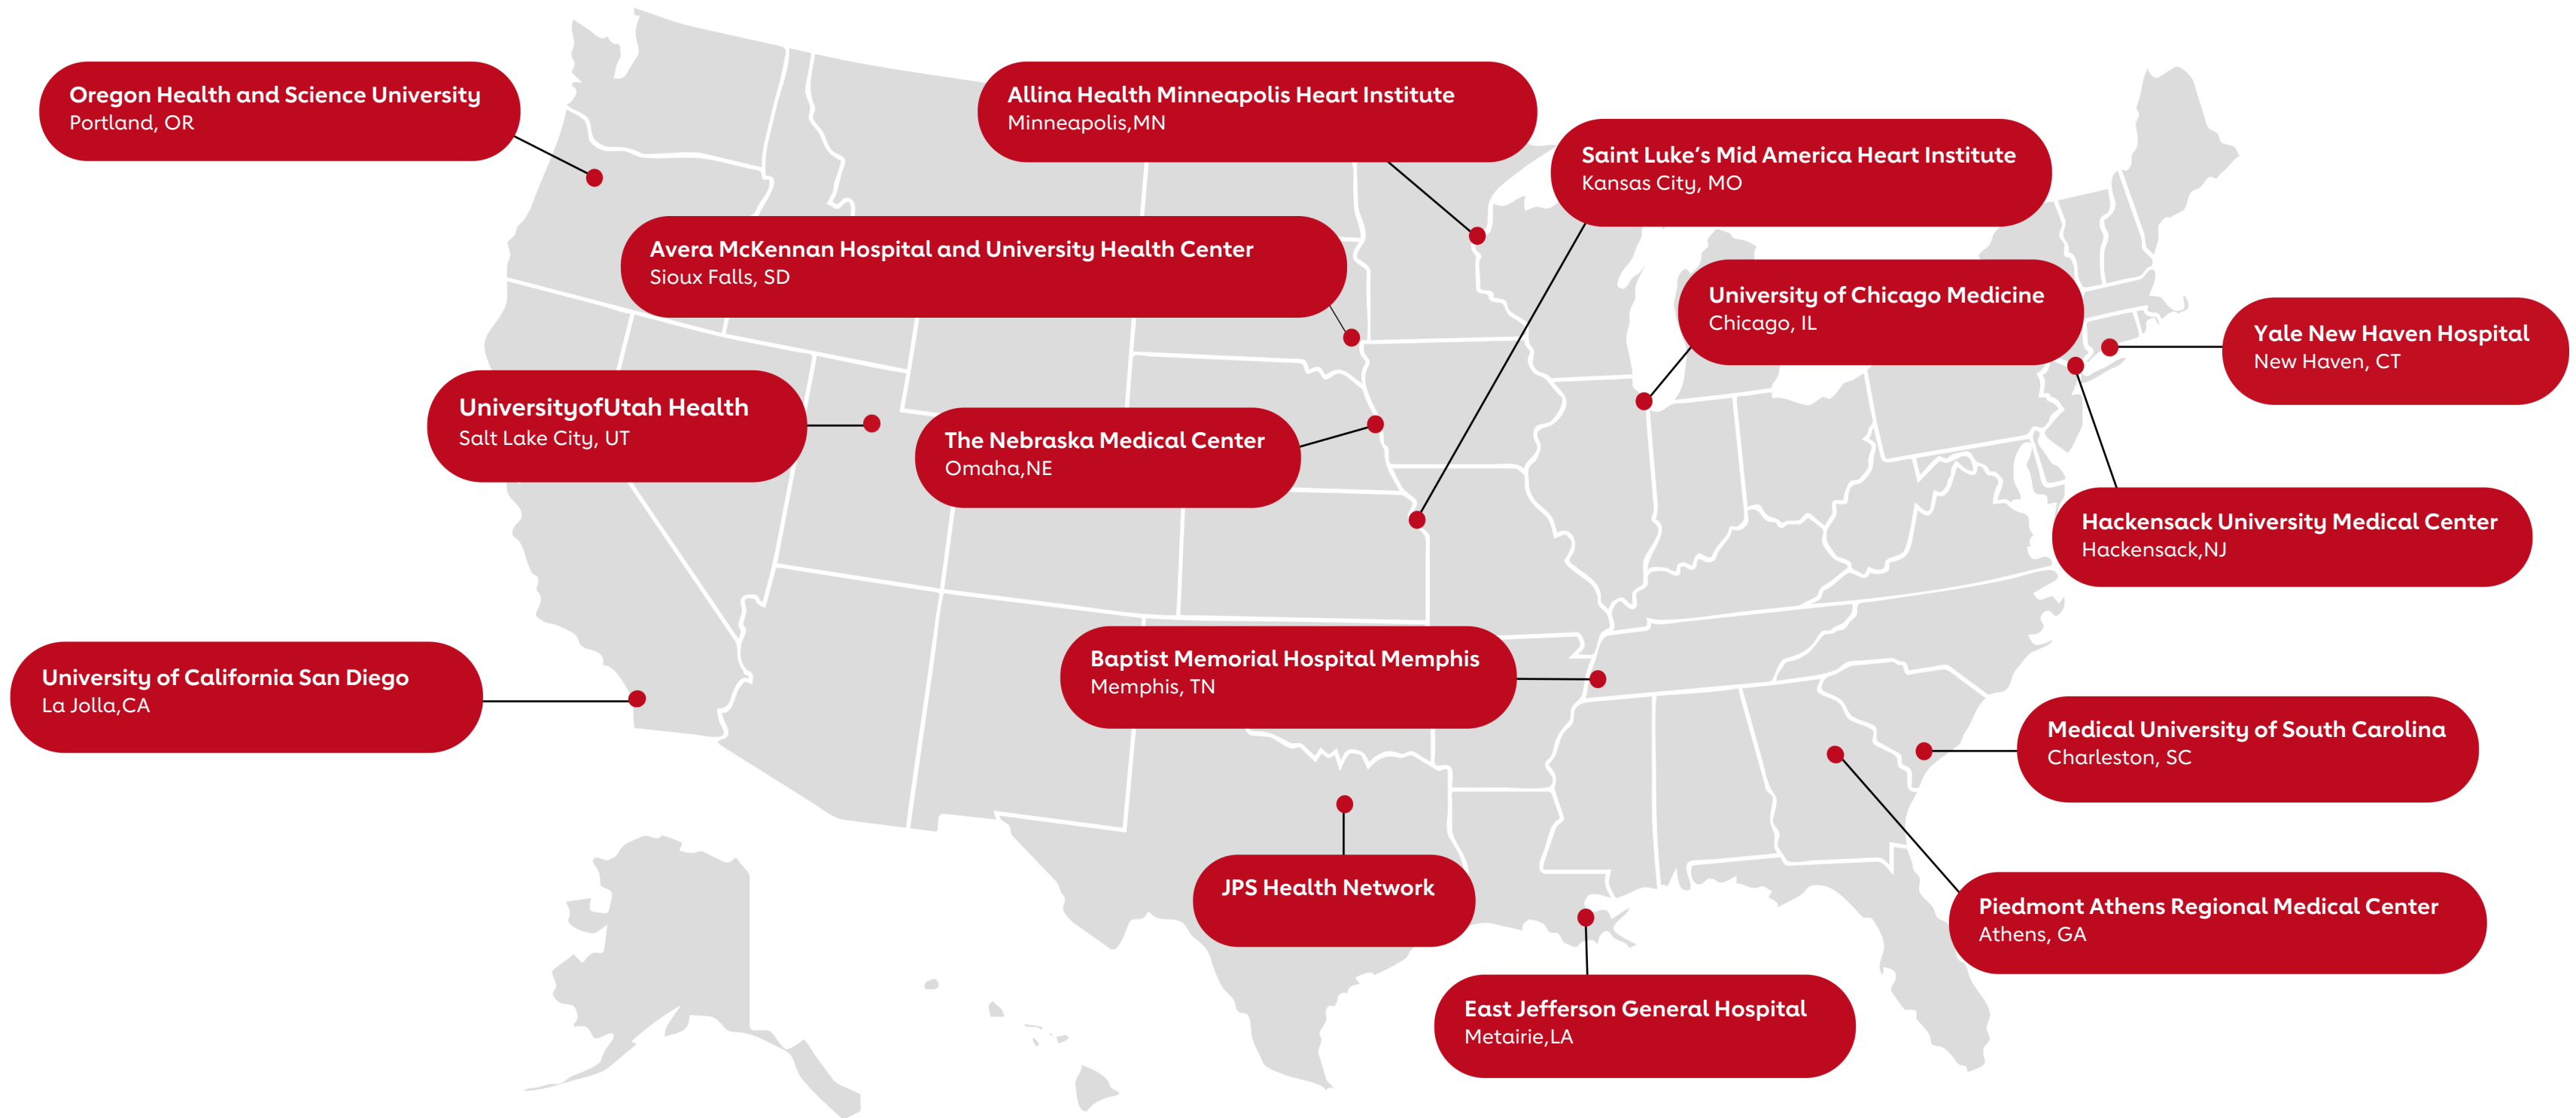 Oregon Health and Science University
Portland, OR
Allina Health Minneapolis Heart Institute
Minneapolis,MN
Saint Luke's Mid America Heart Institute
Kansas City, MO
Avera McKennan Hospital and University Health Center
Sioux Falls, SD
University of Chicago Medicine
Chicago, IL
Yale New Haven Hospital
New Haven, CT
UniversityofUtah Health
Salt Lake City, UT
The Nebraska Medical Center
Omaha,NE
Hackensack University Medical Center
Hackensack,NJ
University of California San Diego
La Jolla,CA
Baptist Memorial Hospital Memphis
Memphis, TN
Medical University of South Carolina
Charleston, SC
JPS Health Network
Piedmont Athens Regional Medical Center
Athens, GA
East Jefferson General Hospital
Metairie,LA